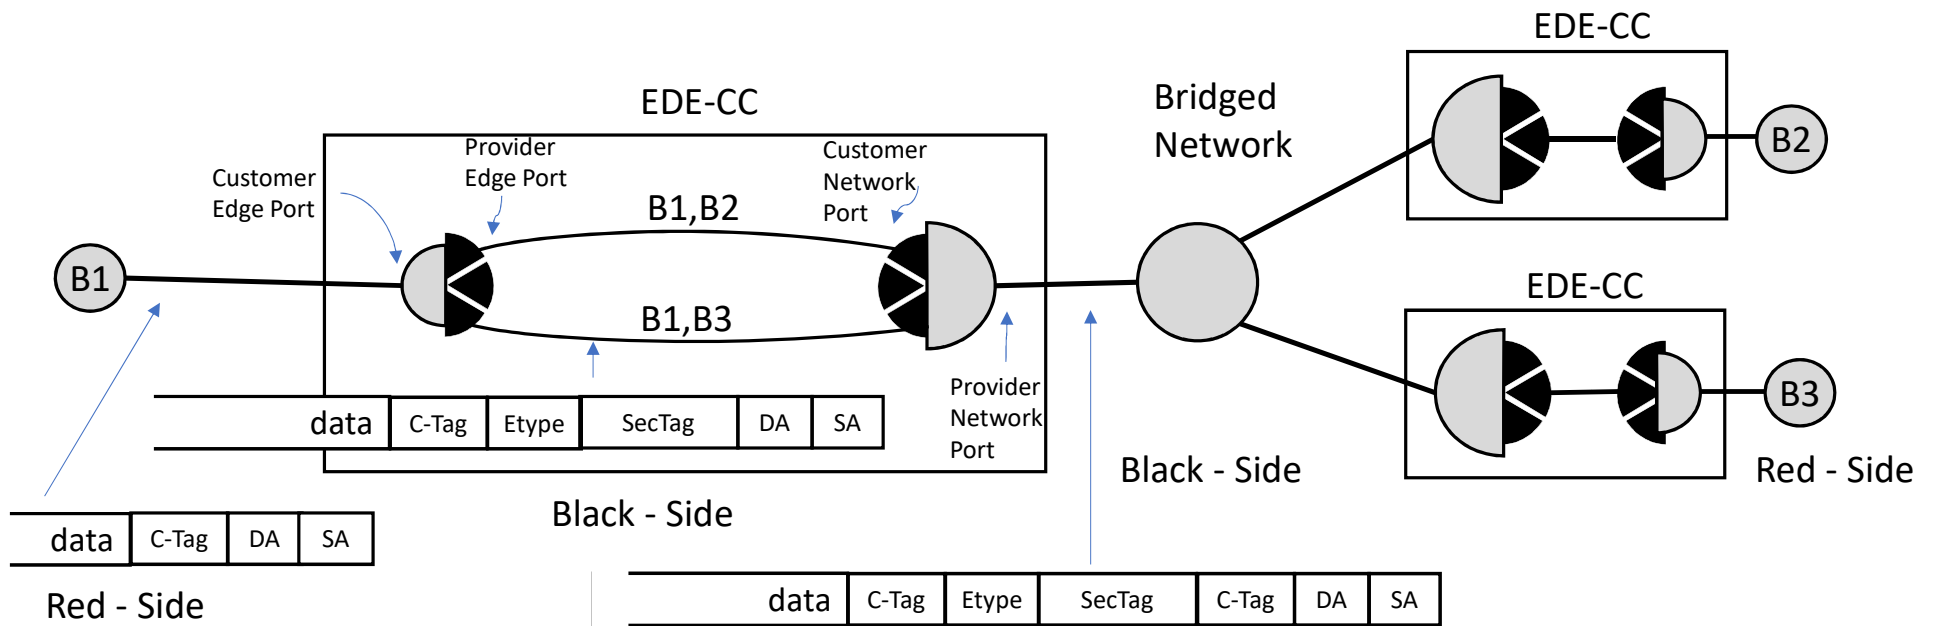 EDE-CC
Bridged
Network
B2
EDE-CC
Provider
Edge Port
Customer
Network
Port
Customer
Edge Port
B1,B2
B1
B1,B3
EDE-CC
B3
Provider
Network
Port
data C-Tag Etype SecTag DA SA
Black - Side
Red - Side
Black - Side
data C-Tag DA SA
Red - Side
data C-Tag Etype SecTag C-Tag DA SA